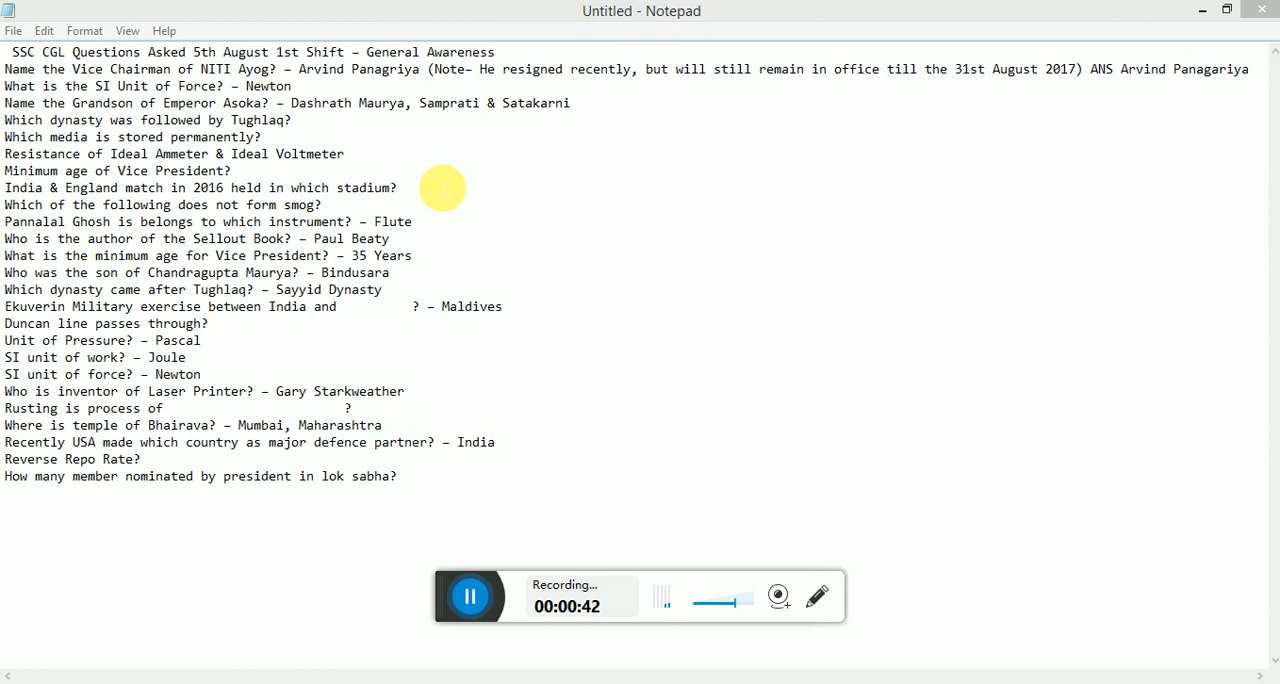 Untitled - Notepad
File Edit Format View Help
SSC CGL Questions Asked 5th August 1st Shift – General Awareness
Name the Vice Chairman of NITI Ayog? – Arvind Panagriya (Note– He resigned recently, but will still remain in office till the 31st August 2017) ANS Arvind Panagariya
What is the SI Unit of Force? – Newton
Name the Grandson of Emperor Asoka? – Dashrath Maurya, Samprati & Satakarni
Which dynasty was followed by Tughlaq?
Which media is stored permanently?
Resistance of Ideal Ammeter & Ideal Voltmeter
Minimum age of Vice President?
India & England match in 2016 held in which stadium?
Which of the following does not form smog?
Pannalal Ghosh is belongs to which instrument? – Flute
Who is the author of the Sellout Book? – Paul Beaty
What is the minimum age for Vice President? – 35 Years
Who was the son of Chandragupta Maurya? – Bindusara
Which dynasty came after Tughlaq? – Sayyid Dynasty
Ekuverin Military exercise between India and ? – Maldives
Duncan line passes through?
Unit of Pressure? – Pascal
SI unit of work? – Joule
SI unit of force? – Newton
Who is inventor of Laser Printer? – Gary Starkweather
Rusting is process of ?
Where is temple of Bhairava? – Mumbai, Maharashtra
Recently USA made which country as major defence partner? – India
Reverse Repo Rate?
How many member nominated by president in lok sabha?
Recording...
00:00:42